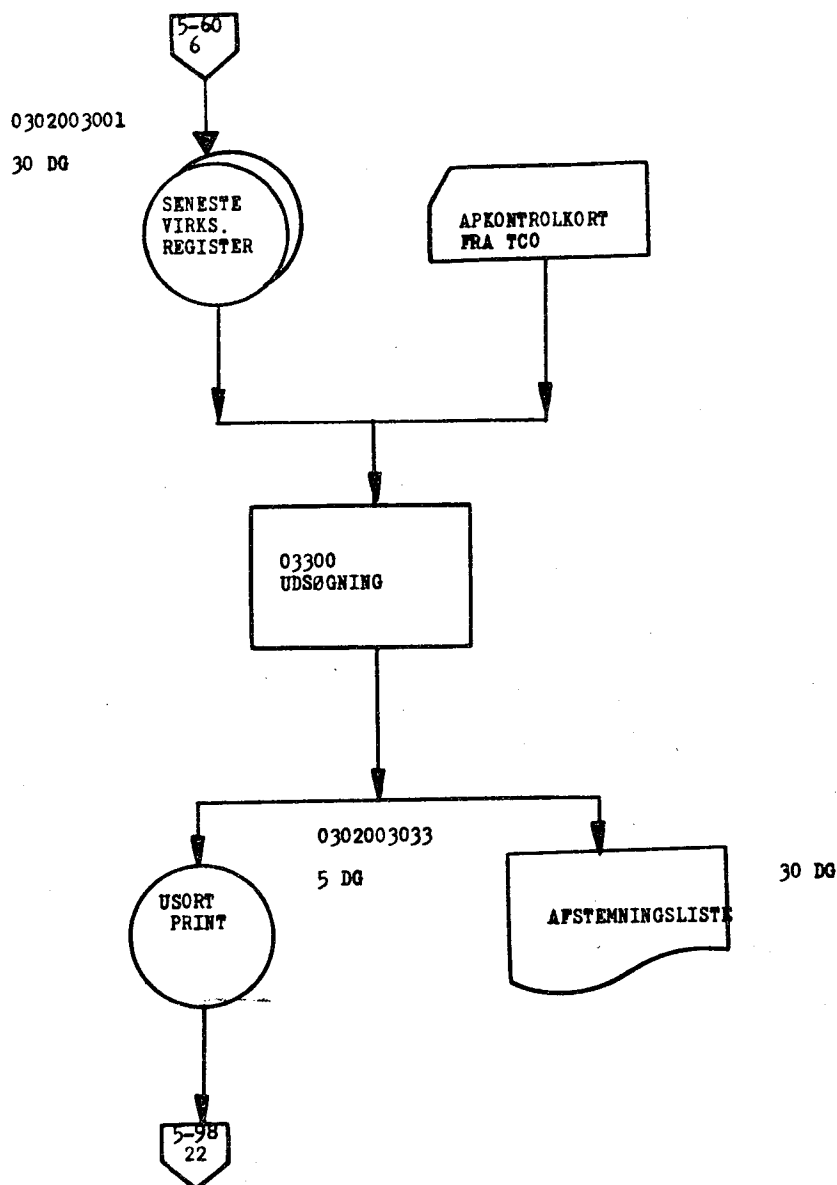 5-60
6
0302003001
30 DG
SENESTE
VIRKS.
REGISTER
APKONTROLKORT
FRA TCO
03300
UDSØGNING
0302003033
5 DG
30 DG
USORT
PRINT
AFSTEMNINGSLISTE
5-98
22